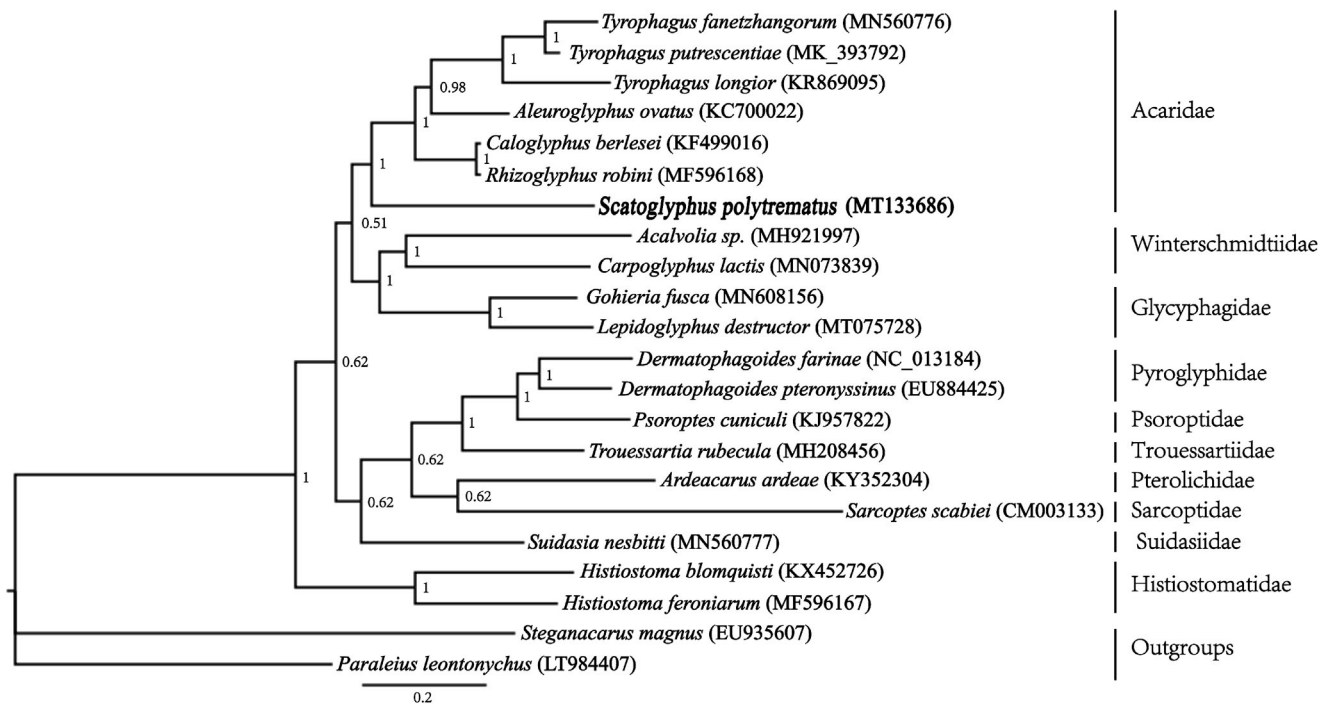 Tyrophagus fanetzhangorum (MN560776)
1
Tyrophagus putrescentiae (MK_393792)
1
Tyrophagus longior (KR869095)
0.98
Aleuroglyphus ovatus (KC700022)
Acaridae
1
Caloglyphus berlesei (KF499016)
1
1
Rhizoglyphus robini (MF596168)
Scatoglyphus polytrematus (MT133686)
0.51
Acalvolia sp. (MH921997)
Winterschmidtiidae
1
Carpoglyphus lactis (MN073839)
1
Gohieria fusca (MN608156)
1
Glycyphagidae
Lepidoglyphus destructor (MT075728)
0.62
Dermatophagoides farinae (NC_013184)
1
Pyroglyphidae
Dermatophagoides pteronyssinus (EU884425)
1
Psoroptes cuniculi (KJ957822)
Psoroptidae
1
Trouessartia rubecula (MH208456)
Trouessartiidae
0.62
Ardeacarus ardeae (KY352304)
Pterolichidae
1
0.62
0.62
Sarcoptes scabiei (CM003133)
Sarcoptidae
Suidasia nesbitti (MN560777)
Suidasiidae
Histiostoma blomquisti (KX452726)
1
Histiostomatidae
Histiostoma feroniarum (MF596167)
Steganacarus magnus (EU935607)
Outgroups
Paraleius leontonychus (LT984407)
0.2